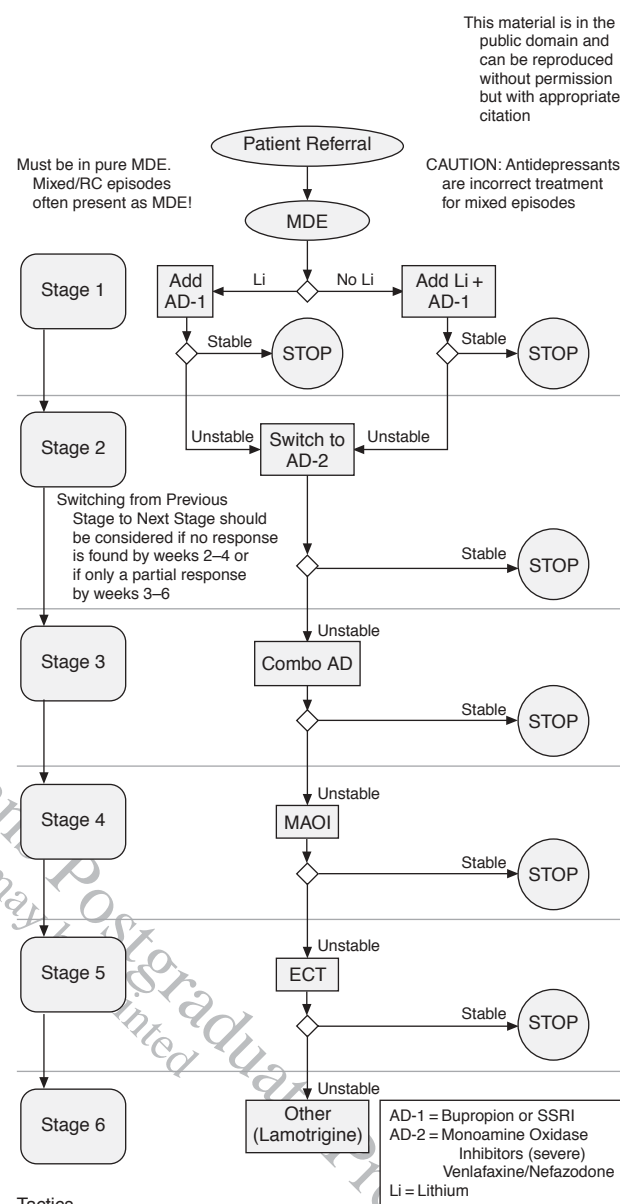 This material is in the
public domain and
can be reproduced
without permission
but with appropriate
citation
Patient Referral
Must be in pure MDE.
Mixed/RC episodes
often present as MDE!
CAUTION: Antidepressants
are incorrect treatment
for mixed episodes
MDE
Stage 1
Add
AD-1
Li
No Li
Add Li +
AD-1
Stable
STOP
Stable
STOP
Stage 2
Unstable
Switch to
AD-2
Unstable
Switching from Previous
Stage to Next Stage should
be considered if no response
is found by weeks 2–4 or
if only a partial response
by weeks 3–6
Stable
STOP
Unstable
Stage 3
Combo AD
Stable
STOP
Unstable
Stage 4
MAOI
Stable
STOP
Unstable
Stage 5
ECT
Stable
STOP
Unstable
Stage 6
Other
(Lamotrigine)
AD-1 = Bupropion or SSRI
AD-2 = Monoamine Oxidase
Inhibitors (severe)
Venlafaxine/Nefazodone
Li = Lithium